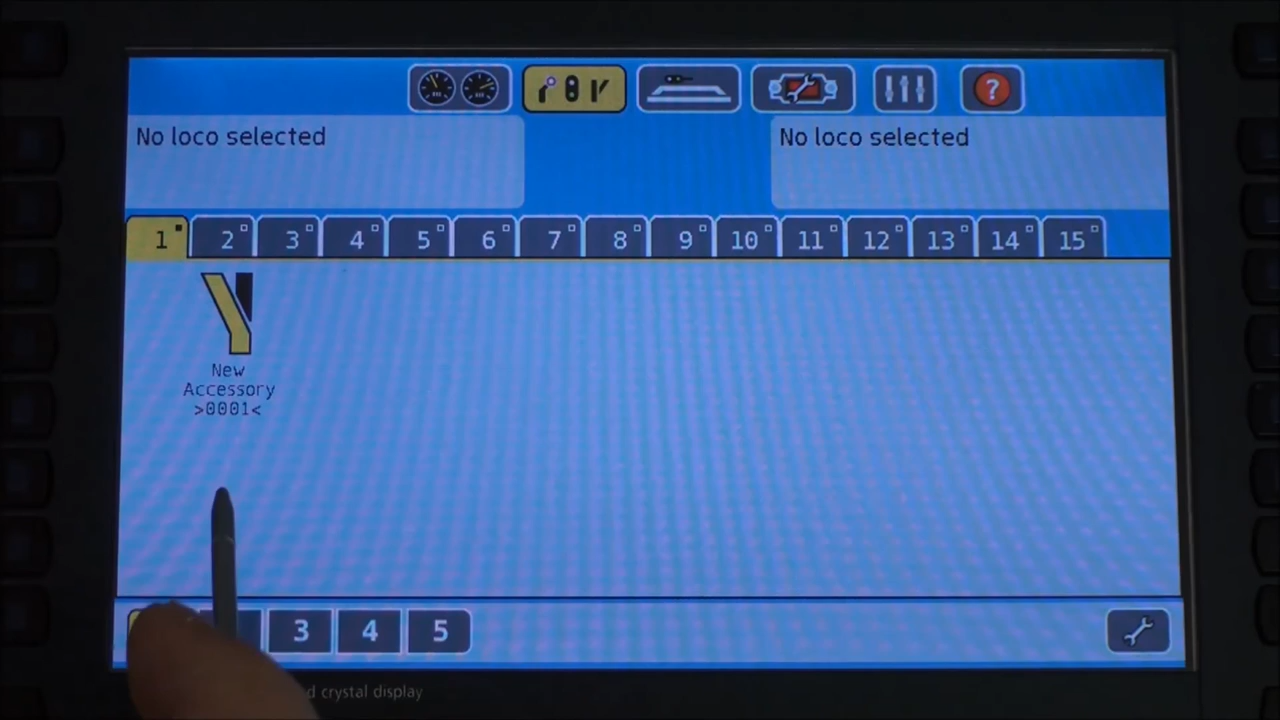 ?
No loco selected
No loco selected
1 2 3 4 5 6 7 8 9 10 11 12 13 14 15
New
Accessory
>0001<
3 4 5
d crystal display